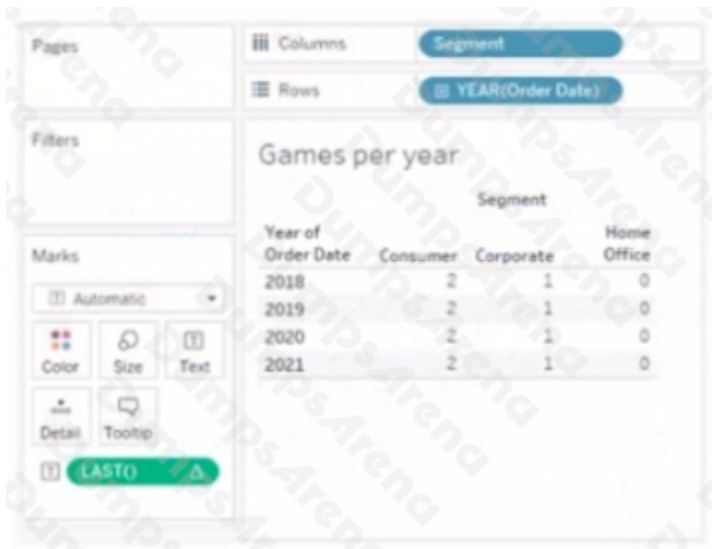 Pages
Columns
Segment
Rows
YEAR(Order Date)
Filters
Games per year
Segment
Year of Order Date
Consumer
Corporate
Home Office
2018 2 1 0
2019 2 1 0
2020 2 1 0
2021 2 1 0
Marks
Automatic
Color
Size
Text
Detail
Tooltip
LAST()
DumpsArena